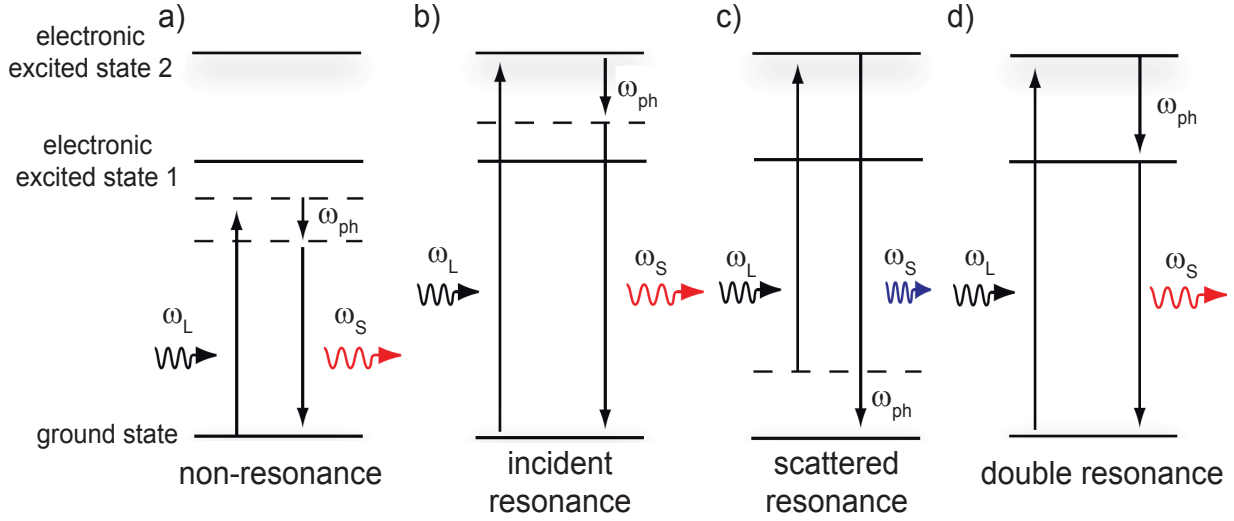 a)
b)
c)
d)
electronic
excited state 2
electronic
excited state 1
ground state
ω_ph
ω_L
ω_S
non-resonance
ω_ph
ω_L
ω_S
incident
resonance
ω_L
ω_S
ω_ph
scattered
resonance
ω_ph
ω_L
ω_S
double resonance